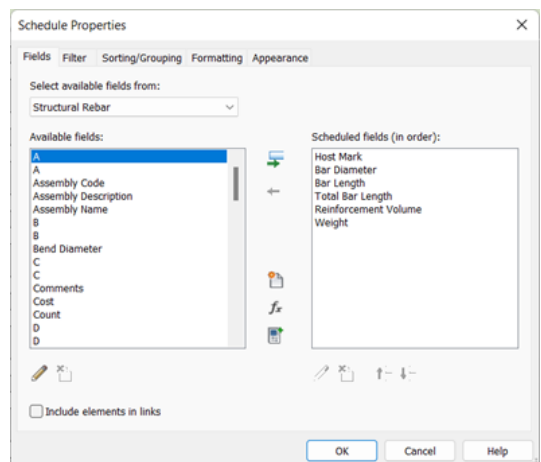 Schedule Properties
Fields Filter Sorting/Grouping Formatting Appearance
Select available fields from:
Structural Rebar
Available fields:
A
A
Assembly Code
Assembly Description
Assembly Name
B
B
Bend Diameter
C
C
Comments
Cost
Count
D
D
fx
Scheduled fields (in order):
Host Mark
Bar Diameter
Bar Length
Total Bar Length
Reinforcement Volume
Weight
Include elements in links
OK Cancel Help